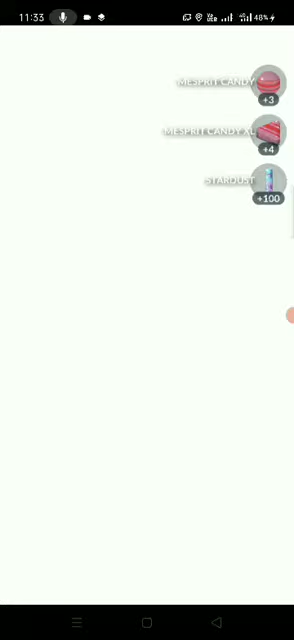 11:33
48%
MESPRIT CANDY
+3
MESPRIT CANDY XL
+4
STARDUST
+100